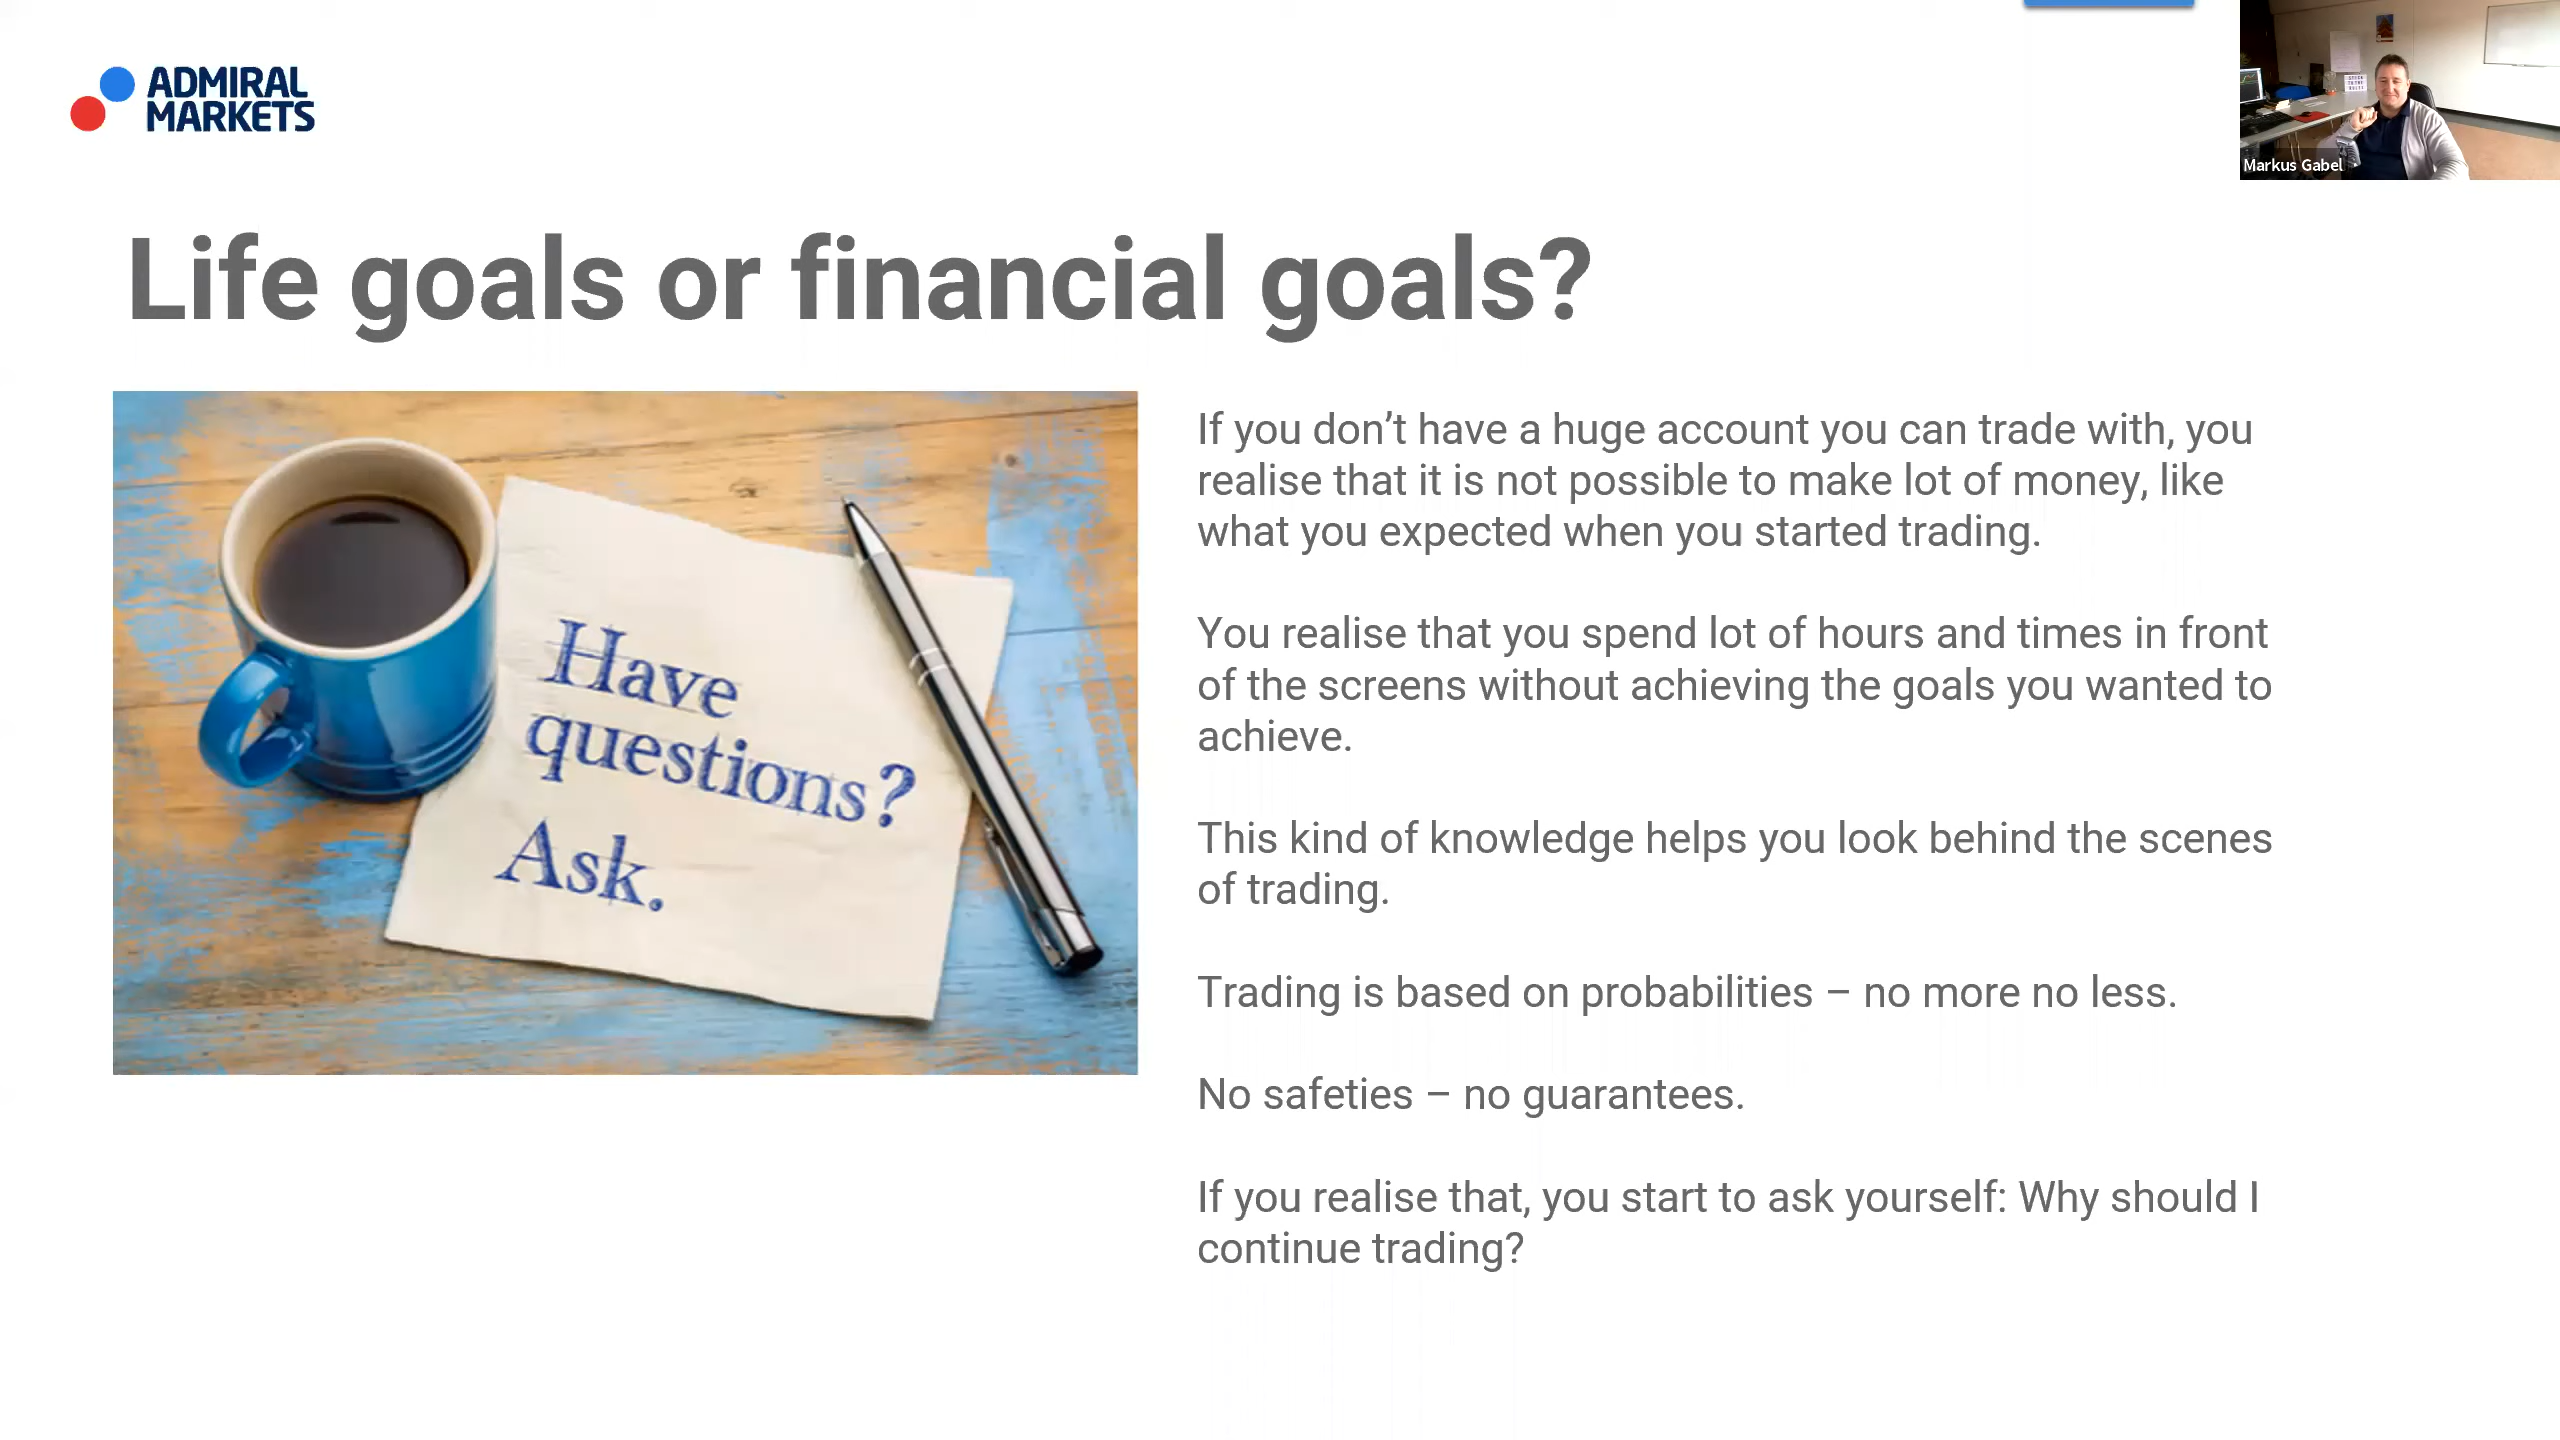 ADMIRAL
MARKETS
Markus Gabel
Life goals or financial goals?
Have
questions?
Ask.
If you don’t have a huge account you can trade with, you
realise that it is not possible to make lot of money, like
what you expected when you started trading.
You realise that you spend lot of hours and times in front
of the screens without achieving the goals you wanted to
achieve.
This kind of knowledge helps you look behind the scenes
of trading.
Trading is based on probabilities – no more no less.
No safeties – no guarantees.
If you realise that, you start to ask yourself: Why should I
continue trading?